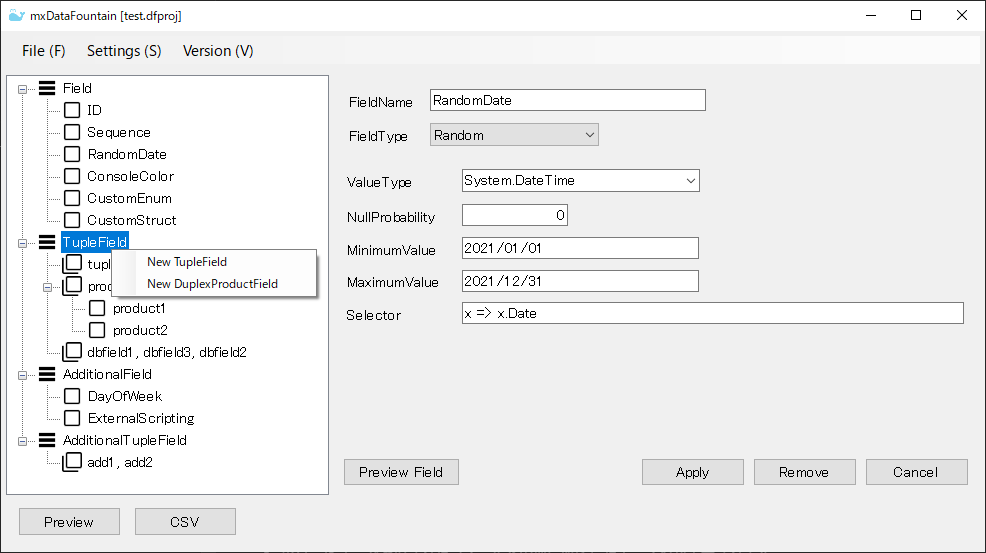 mxDataFountain [test.dfproj]
File (F) Settings (S) Version (V)
Field
ID
Sequence
RandomDate
ConsoleColor
CustomEnum
CustomStruct
TupleField
tupl
New TupleField
New DuplexProductField
product1
product2
dbfield1, dbfield3, dbfield2
AdditionalField
DayOfWeek
ExternalScripting
AdditionalTupleField
add1, add2
FieldName RandomDate
FieldType Random
ValueType System.DateTime
NullProbability 0
MinimumValue 2021/01/01
MaximumValue 2021/12/31
Selector x => x.Date
Preview Field Apply Remove Cancel
Preview CSV